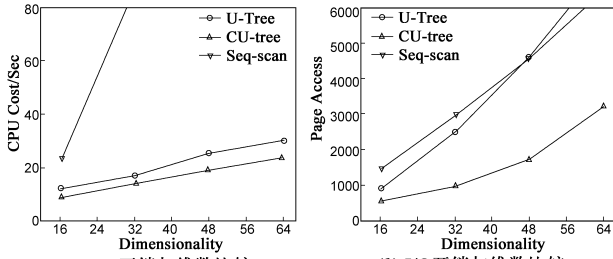 80
60
40
20
0
CPU Cost/Sec
U-Tree
CU-tree
Seq-scan
16 24 32 40 48 56 64
Dimensionality
6000
5000
4000
3000
2000
1000
0
Page Access
U-Tree
CU-tree
Seq-scan
16 24 32 40 48 56 64
Dimensionality